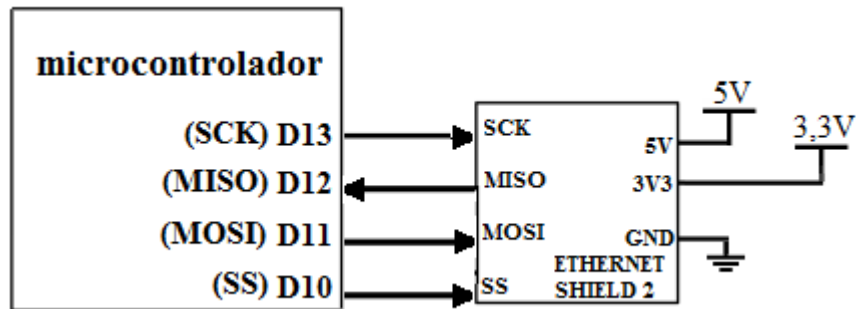 microcontrolador
(SCK) D13
(MISO) D12
(MOSI) D11
(SS) D10
SCK
MISO
MOSI
SS
5V
3V3
GND
ETHERNET
SHIELD 2
5V
3,3V